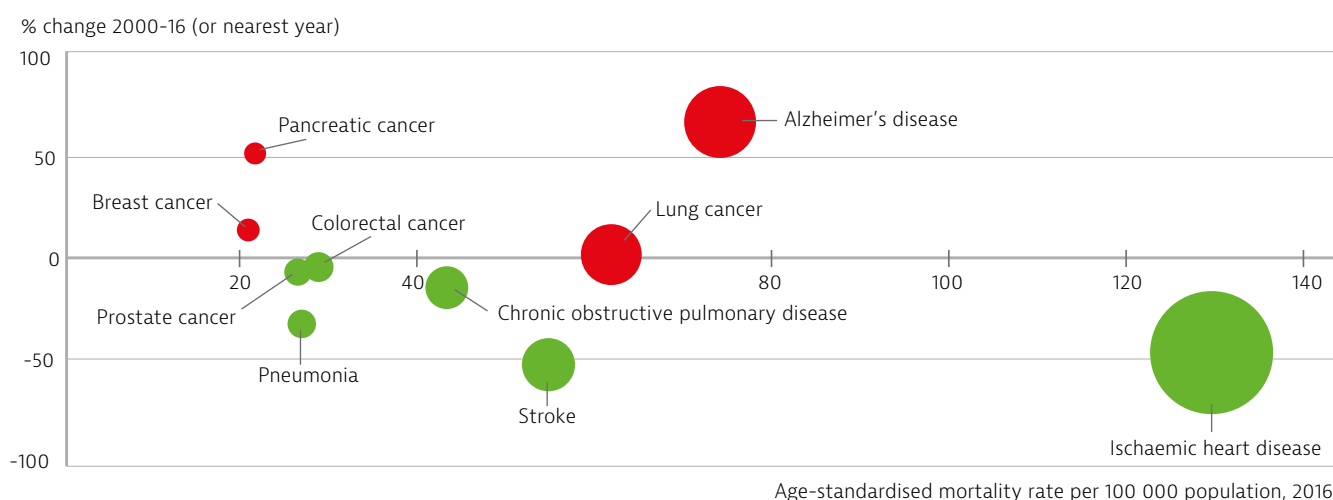 % change 2000-16 (or nearest year)
100
Pancreatic cancer
Alzheimer's disease
50
Breast cancer
Colorectal cancer
Lung cancer
0
20
40
80
100
120
140
Prostate cancer
Chronic obstructive pulmonary disease
-50
Pneumonia
Stroke
Ischaemic heart disease
-100
Age-standardised mortality rate per 100 000 population, 2016